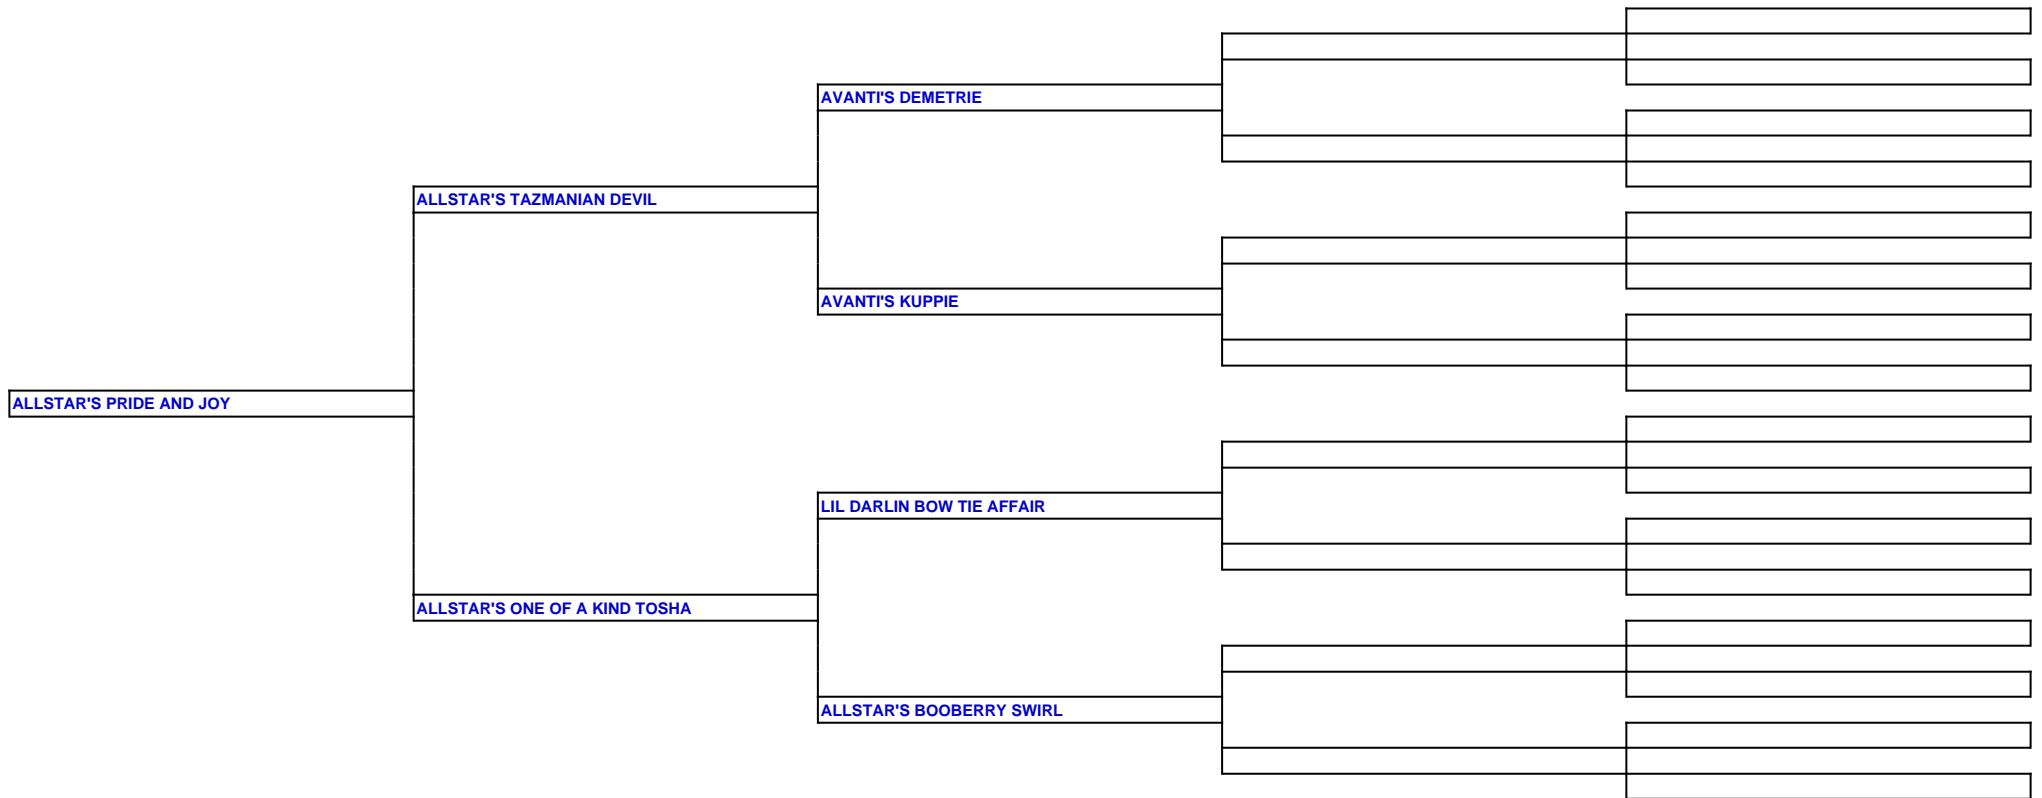 AVANTI'S DEMETRIE
ALLSTAR'S TAZMANIAN DEVIL
AVANTI'S KUPPIE
ALLSTAR'S PRIDE AND JOY
LIL DARLIN BOW TIE AFFAIR
ALLSTAR'S ONE OF A KIND TOSHA
ALLSTAR'S BOOBERRY SWIRL